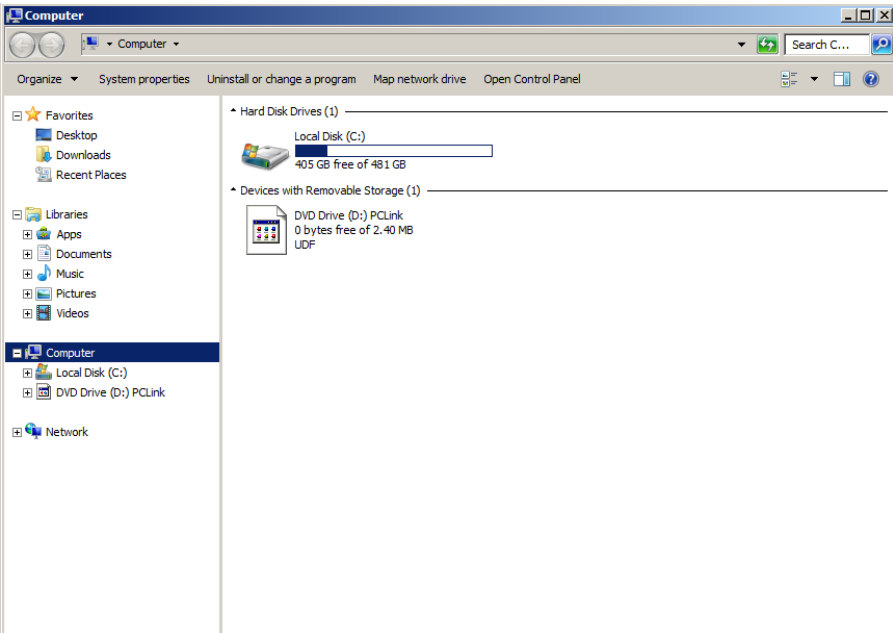 Computer
Computer
Search C...
Organize
System properties
Uninstall or change a program
Map network drive
Open Control Panel
Favorites
Desktop
Downloads
Recent Places
Libraries
Apps
Documents
Music
Pictures
Videos
Computer
Local Disk (C:)
DVD Drive (D:) PCLink
Network
Hard Disk Drives (1)
Local Disk (C:)
405 GB free of 481 GB
Devices with Removable Storage (1)
DVD Drive (D:) PCLink
0 bytes free of 2.40 MB
UDF